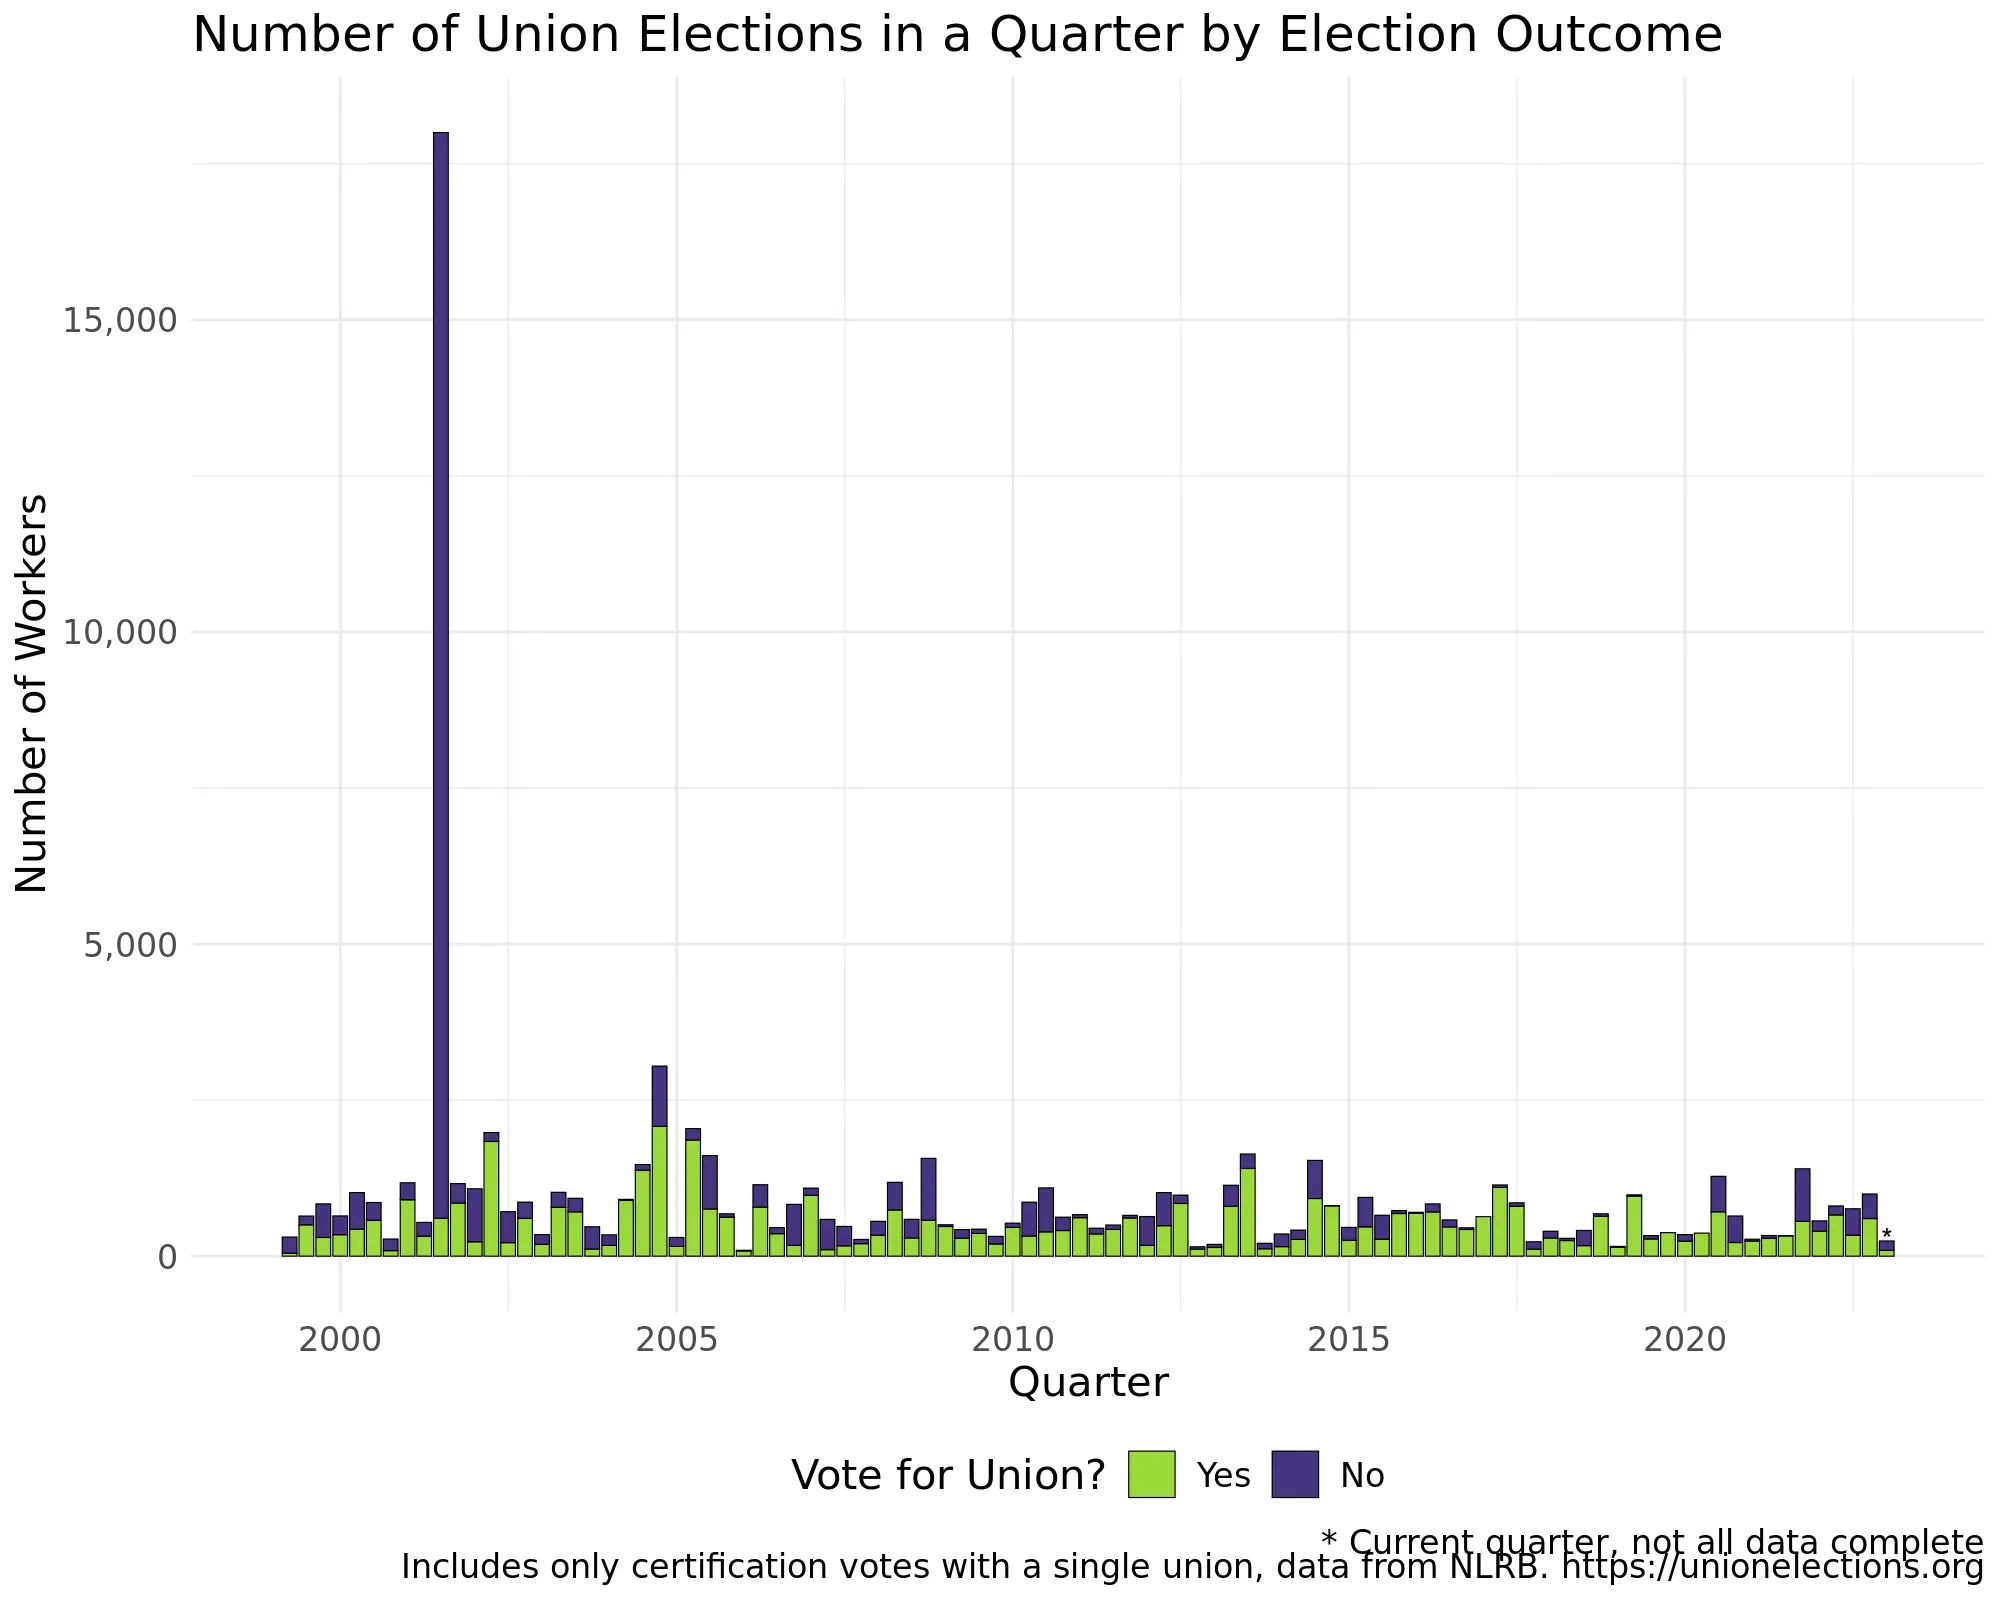 Number of Union Elections in a Quarter by Election Outcome
Number of Workers
15,000
10,000
5,000
0
*
2000 2005 2010 2015 2020
Quarter
Vote for Union? Yes No
* Current quarter, not all data complete
Includes only certification votes with a single union, data from NLRB. https://unionelections.org